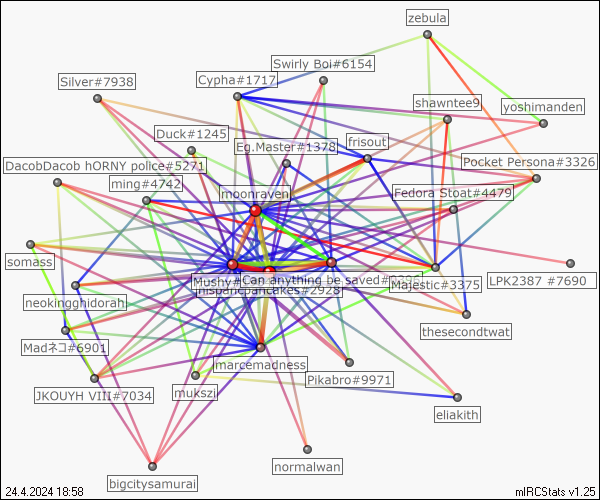 zebula
Swirly Boi#6154
Silver#7938
Cypha#1717
shawntee9
yoshimanden
Duck#1245
frisout
Eg.Master#1378
DacobDacob hORNY police#5271
Pocket Persona#3326
ming#4742
moonraven
Fedora Stoat#4479
somass
Mushy#
Can anything be saved?
hispanicpancakes#2928
Majestic#3375
LPK2387 #7690
neokingghidorah
thesecondtwat
Madネコ#6901
marcemadness
Pikabro#9971
JKOUYH VIII#7034
mukszi
eliakith
normalwan
bigcitysamurai
24.4.2024 18:58
mIRCStats v1.25